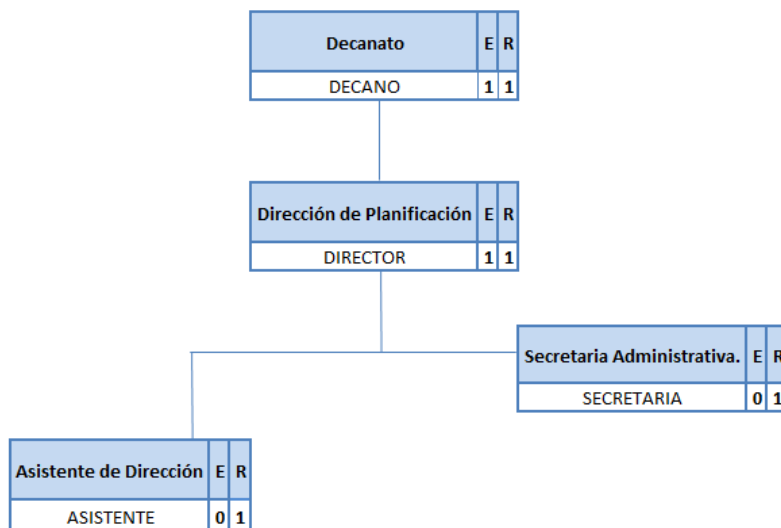 Decanato E R
DECANO 1 1
Dirección de Planificación E R
DIRECTOR 1 1
Secretaria Administrativa. E R
SECRETARIA 0 1
Asistente de Dirección E R
ASISTENTE 0 1